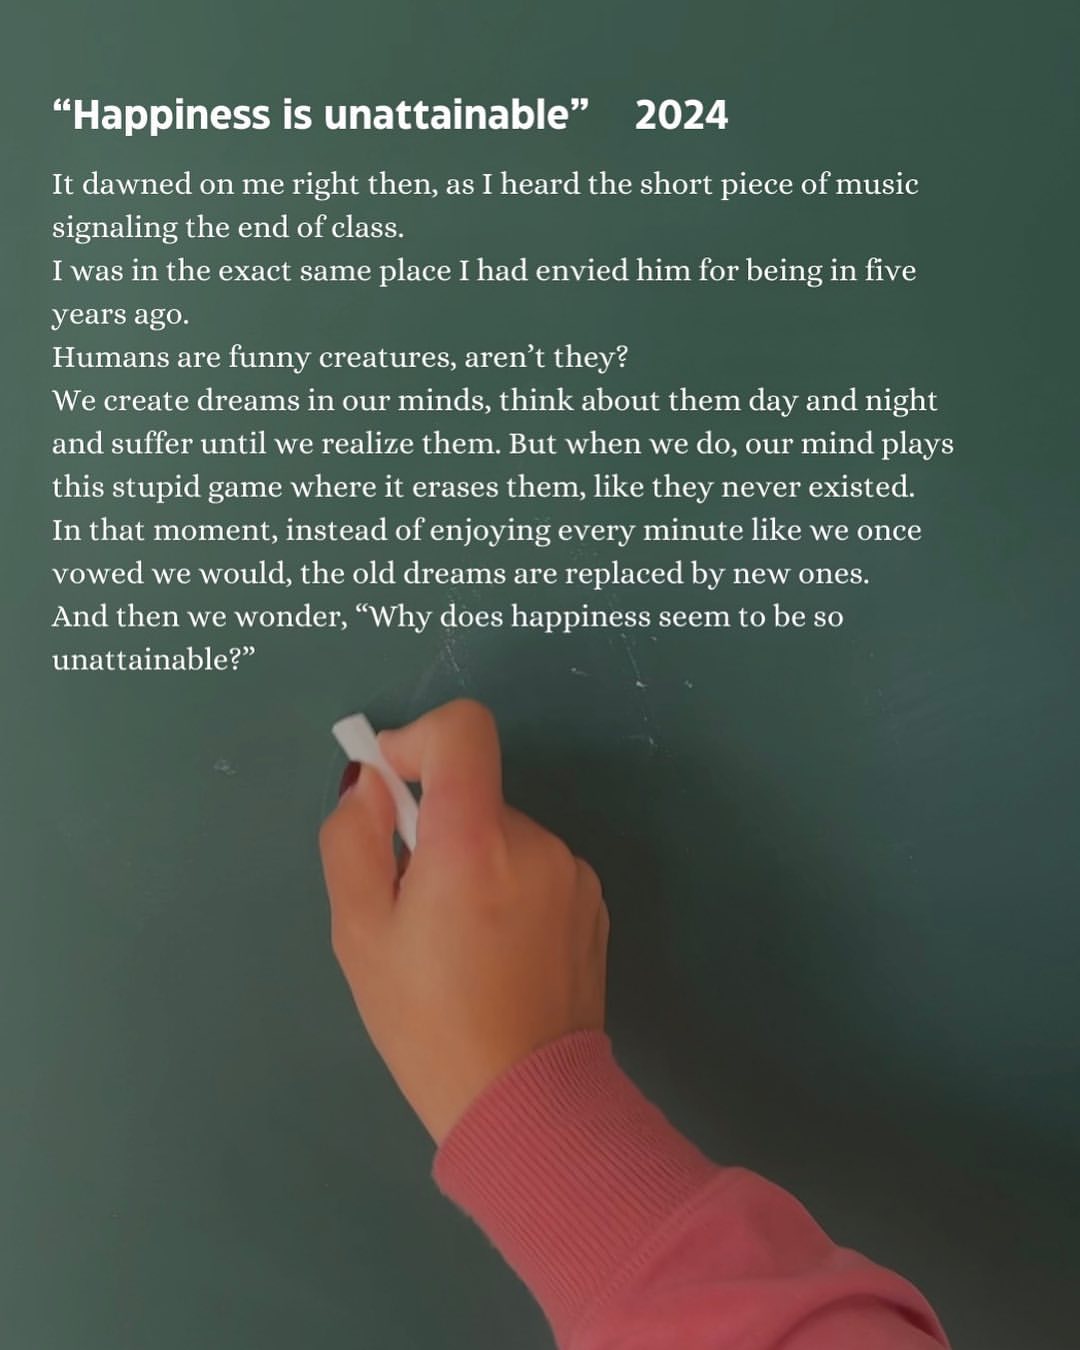 “Happiness is unattainable” 2024
It dawned on me right then, as I heard the short piece of music
signaling the end of class.
I was in the exact same place I had envied him for being in five
years ago.
Humans are funny creatures, aren’t they?
We create dreams in our minds, think about them day and night
and suffer until we realize them. But when we do, our mind plays
this stupid game where it erases them, like they never existed.
In that moment, instead of enjoying every minute like we once
vowed we would, the old dreams are replaced by new ones.
And then we wonder, “Why does happiness seem to be so
unattainable?”